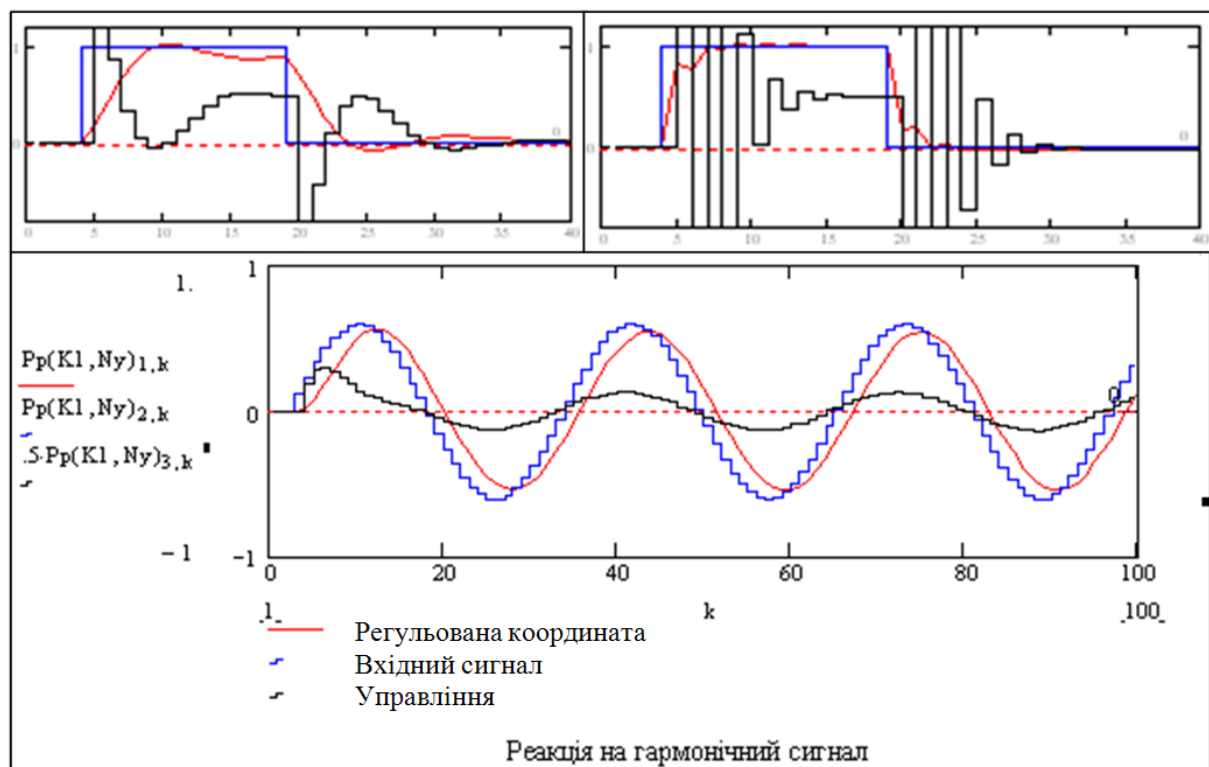 1
0
0
0 5 10 15 20 25 30 35 40
1
0
0
0 5 10 15 20 25 30 35 40
1.
1
Pp(K1,Ny)1,k
Pp(K1,Ny)2,k
0
0
.5·Pp(K1,Ny)3,k
−1
−1
0 20 40 60 80 100
.1. k .100.
Регульована координата
Вхідний сигнал
Управління
Реакція на гармонічний сигнал